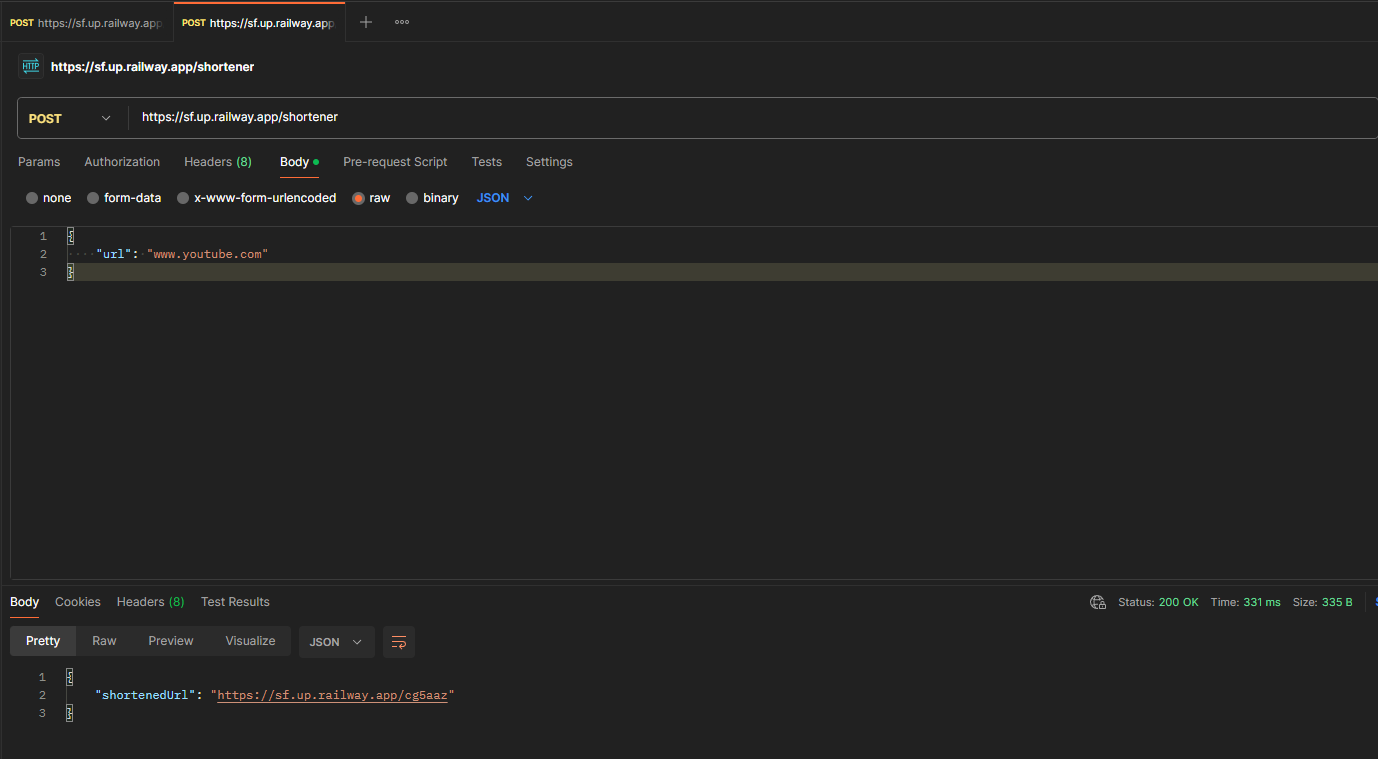 POST https://sf.up.railway.app
POST https://sf.up.railway.app
HTTP https://sf.up.railway.app/shortener
POST https://sf.up.railway.app/shortener
Params Authorization Headers (8) Body Pre-request Script Tests Settings
none form-data x-www-form-urlencoded raw binary JSON
1 {
2 "url": "www.youtube.com"
3 }
Body Cookies Headers (8) Test Results Status: 200 OK Time: 331 ms Size: 335 B
Pretty Raw Preview Visualize JSON
1 {
2 "shortenedUrl": "https://sf.up.railway.app/cg5aaz"
3 }